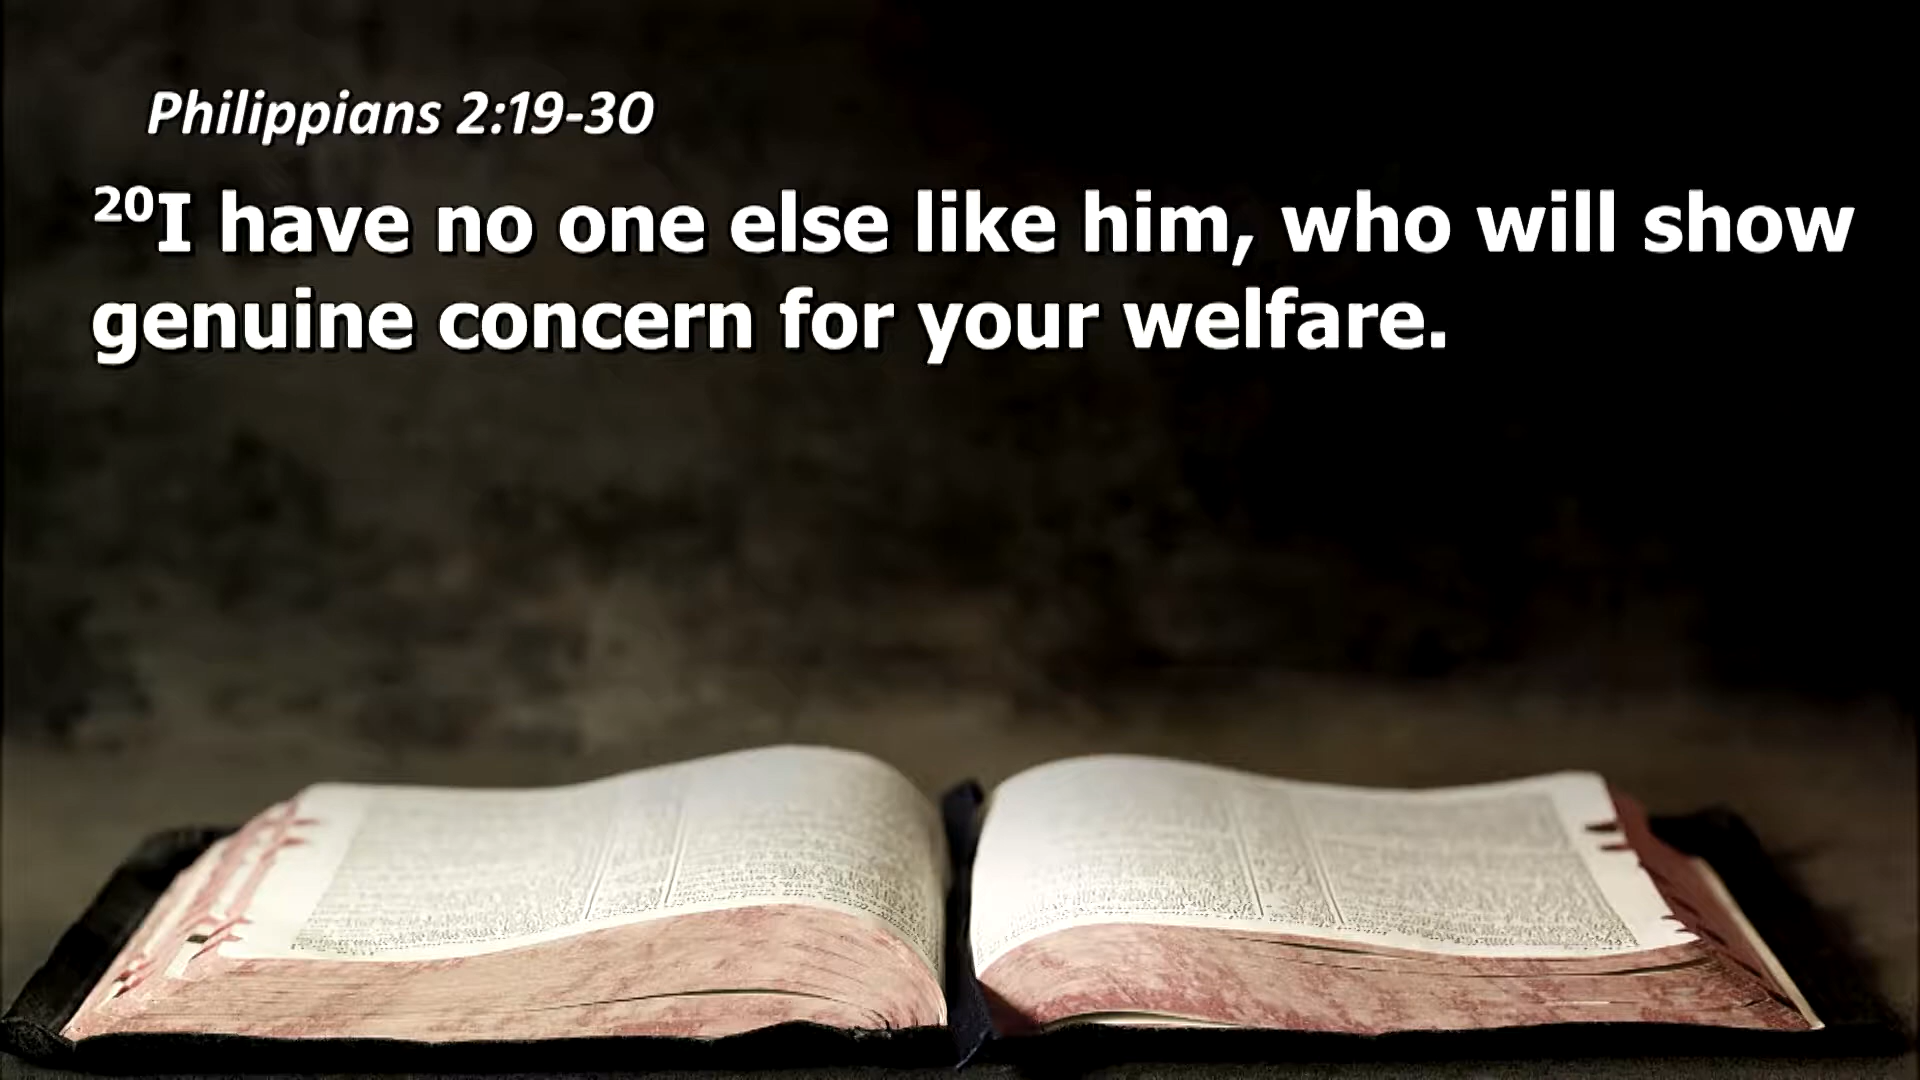 Philippians 2:19-30
20I have no one else like him, who will show
genuine concern for your welfare.